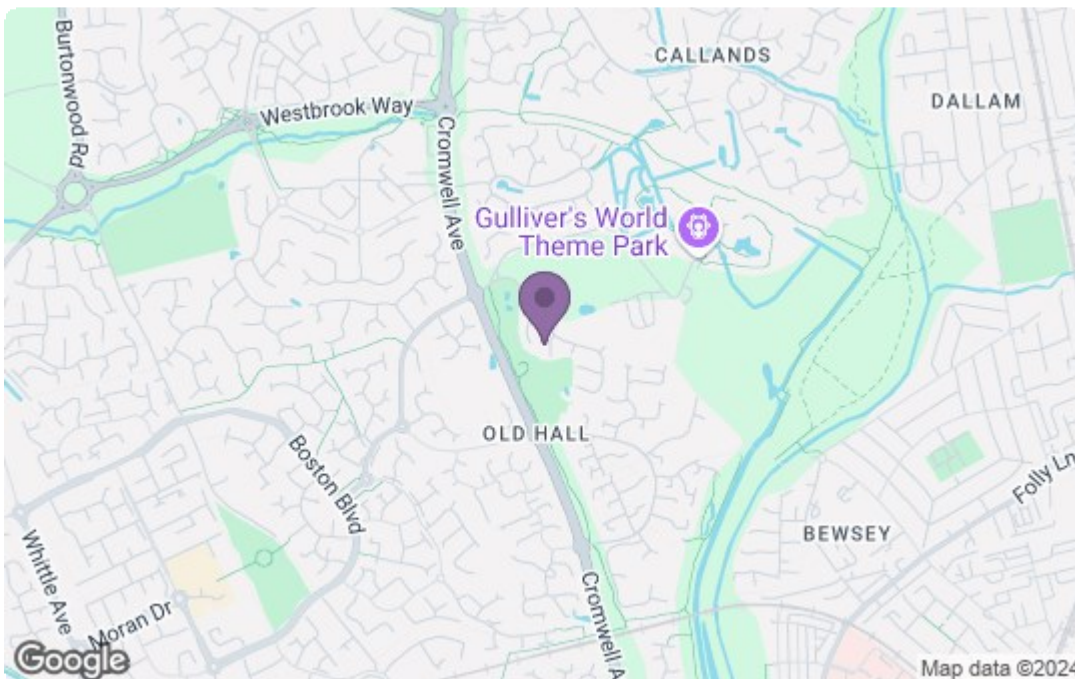 Burtonwood Rd
Westbrook Way
Cromwell Ave
CALLANDS
DALLAM
Gulliver's World
Theme Park
OLD HALL
Boston Blvd
Folly Ln
BEWSEY
Whittle Ave
Moran Dr
Cromwell A
Google
Map data ©2024